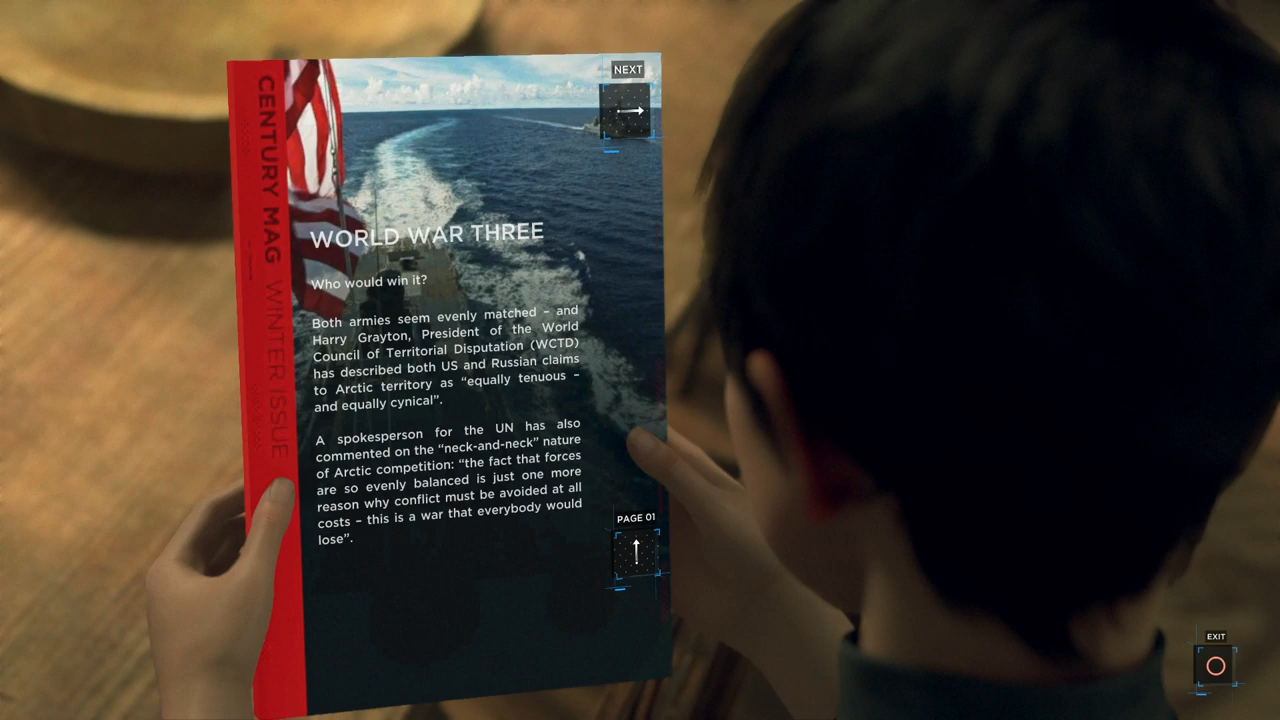 NEXT
CENTURY MAG WINTER ISSUE
WORLD WAR THREE
Who would win it?
Both armies seem evenly matched – and
Harry Grayton, President of the World
Council of Territorial Disputation (WCTD)
has described both US and Russian claims
to Arctic territory as “equally tenuous –
and equally cynical”.
A spokesperson for the UN has also
commented on the “neck-and-neck” nature
of Arctic competition: “the fact that forces
are so evenly balanced is just one more
reason why conflict must be avoided at all
costs – this is a war that everybody would
lose”.
PAGE 01
EXIT